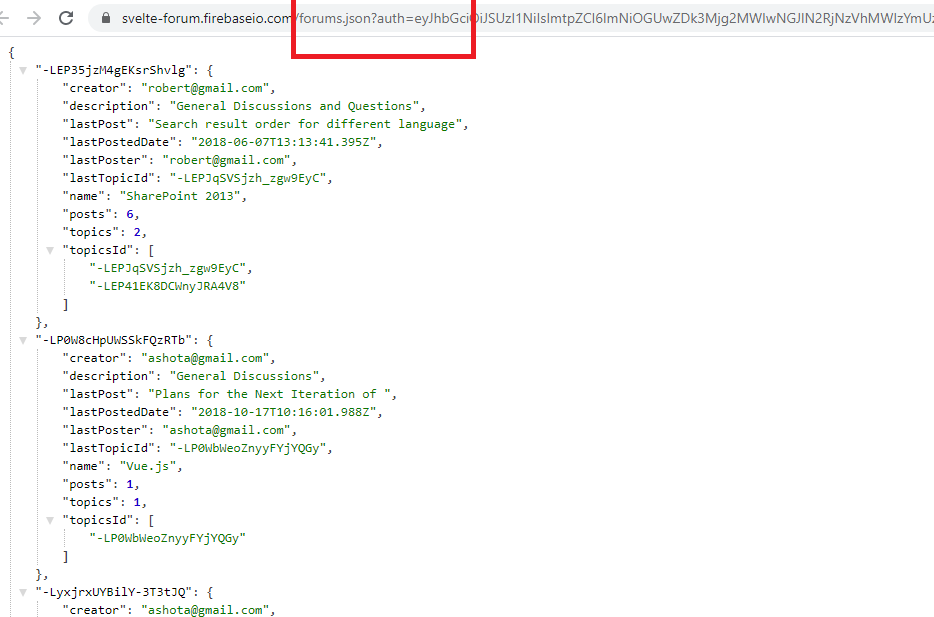 svelte-forum.firebaseio.com/forums.json?auth=eyJhbGciOiJSUzI1NiIsImtpZCI6ImNiOGUwZDk3Mjg2MWIwNGJlN2RjNzVhMWIzYmUz
{
"-LEP35jzM4gEKsrShvlg": {
"creator": "robert@gmail.com",
"description": "General Discussions and Questions",
"lastPost": "Search result order for different language",
"lastPostedDate": "2018-06-07T13:13:41.395Z",
"lastPoster": "robert@gmail.com",
"lastTopicId": "-LEPJqSVSjzh_zgw9EyC",
"name": "SharePoint 2013",
"posts": 6,
"topics": 2,
"topicsId": [
"-LEPJqSVSjzh_zgw9EyC",
"-LEP41EK8DCWnyJRA4V8"
]
},
"-LP0W8cHpUWSSkFQzRTb": {
"creator": "ashota@gmail.com",
"description": "General Discussions",
"lastPost": "Plans for the Next Iteration of ",
"lastPostedDate": "2018-10-17T10:16:01.988Z",
"lastPoster": "ashota@gmail.com",
"lastTopicId": "-LP0WbWeoZnyyFYjYQGy",
"name": "Vue.js",
"posts": 1,
"topics": 1,
"topicsId": [
"-LP0WbWeoZnyyFYjYQGy"
]
},
"-LyxjrxUYBilY-3T3tJQ": {
"creator": "ashota@gmail.com",